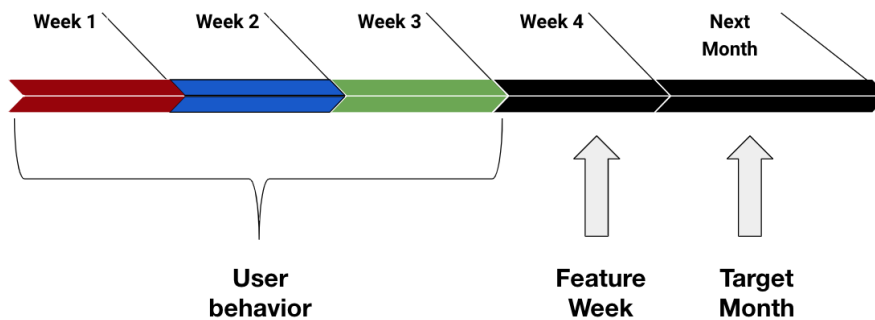 Week 1
Week 2
Week 3
Week 4
Next
Month
User
behavior
Feature
Week
Target
Month